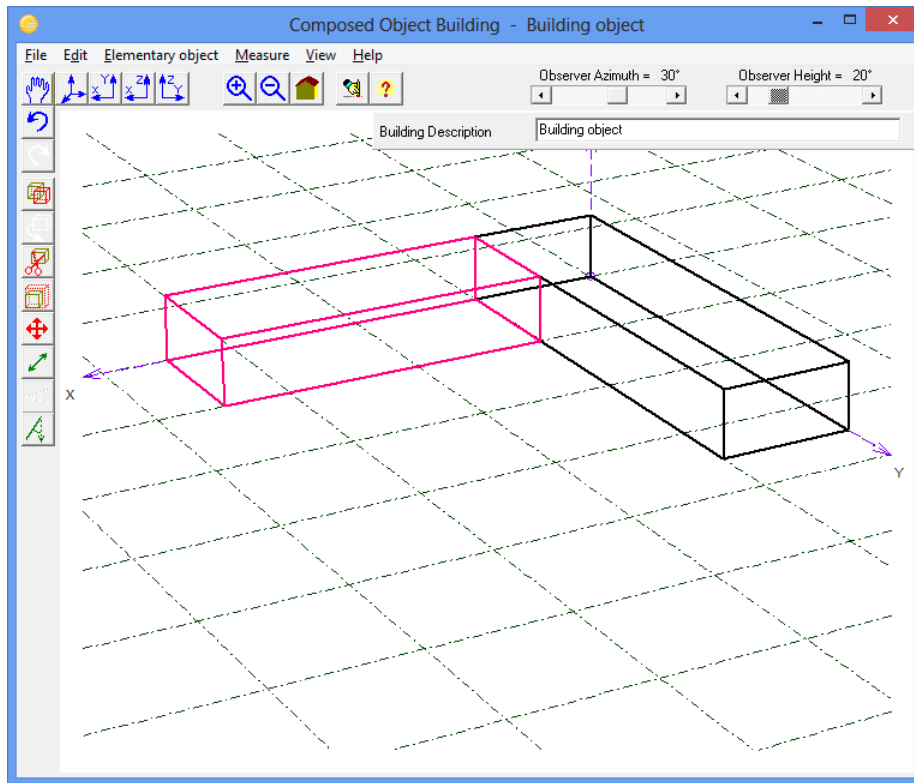 Composed Object Building - Building object
File Edit Elementary object Measure View Help
Observer Azimuth = 30° Observer Height = 20°
Building Description Building object
X
Y